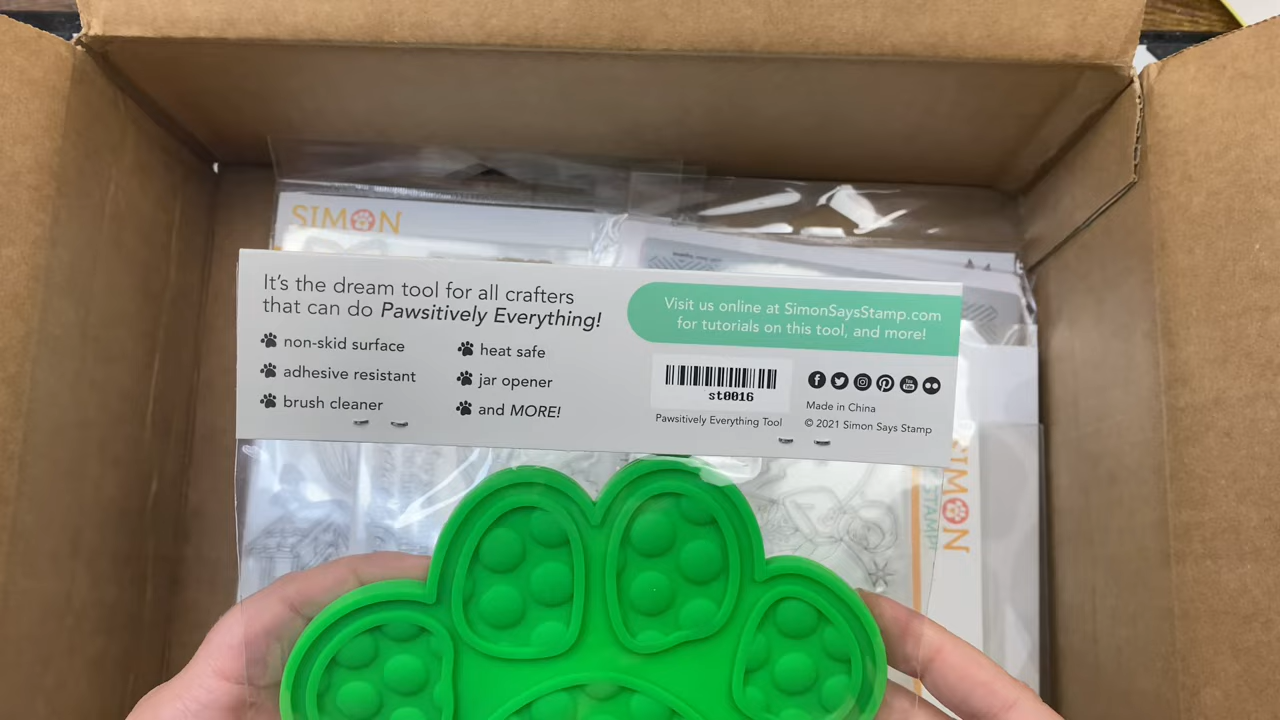 SIMON
It's the dream tool for all crafters
that can do Pawsitively Everything!
non-skid surface
adhesive resistant
brush cleaner
heat safe
jar opener
and MORE!
Visit us online at SimonSaysStamp.com
for tutorials on this tool, and more!
st0016
Pawsitively Everything Tool
Made in China
© 2021 Simon Says Stamp
SIMON
STAMP!